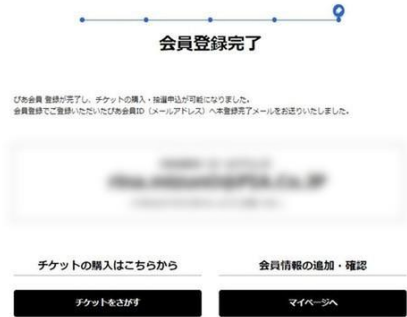 会員登録完了
ぴあ会員 登録が完了し、チケットの購入・抽選申込が可能になりました。
会員登録でご登録いただいたぴあ会員ID（メールアドレス）へ本登録完了メールをお送りいたしました。
チケットの購入はこちらから
会員情報の追加・確認
チケットをさがす
マイページへ